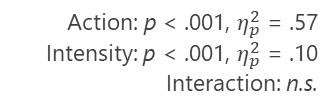 Action: p < .001, η²ₚ = .57
Intensity: p < .001, η²ₚ = .10
Interaction: n.s.